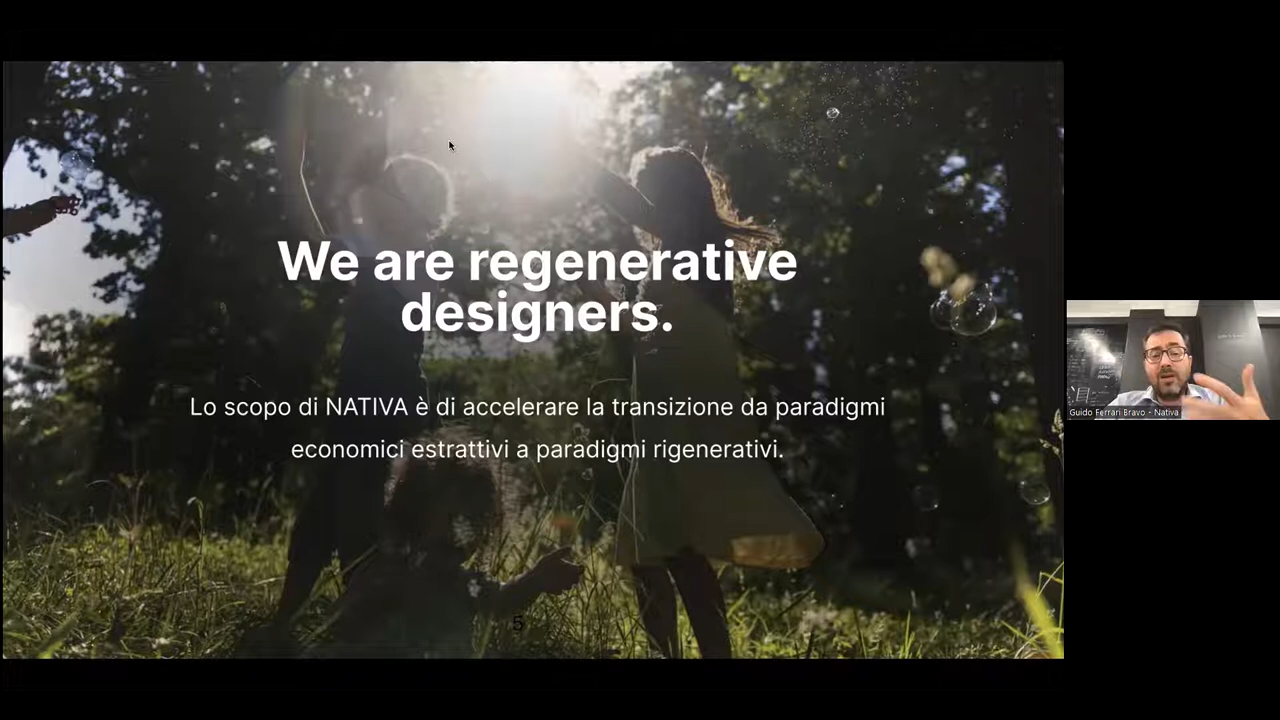 We are regenerative
designers.
Lo scopo di NATIVA è di accelerare la transizione da paradigmi
economici estrattivi a paradigmi rigenerativi.
5
Guido Ferrari Bravo - Nativa